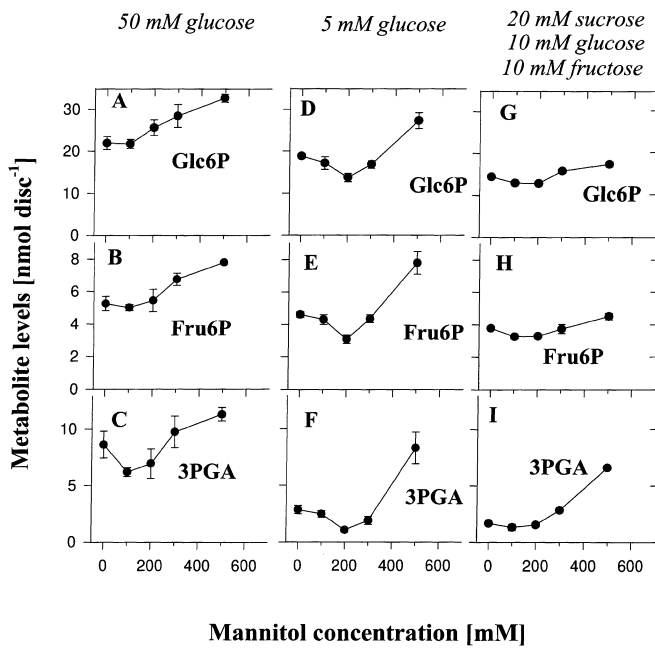 50 mM glucose
5 mM glucose
20 mM sucrose
10 mM glucose
10 mM fructose
Metabolite levels [nmol disc⁻¹]
A
30
20
10
0
Glc6P
D
Glc6P
G
Glc6P
B
8
6
4
2
0
Fru6P
E
Fru6P
H
Fru6P
C
10
5
0
3PGA
F
3PGA
I
3PGA
0 200 400 600
0 200 400 600
0 200 400 600
Mannitol concentration [mM]